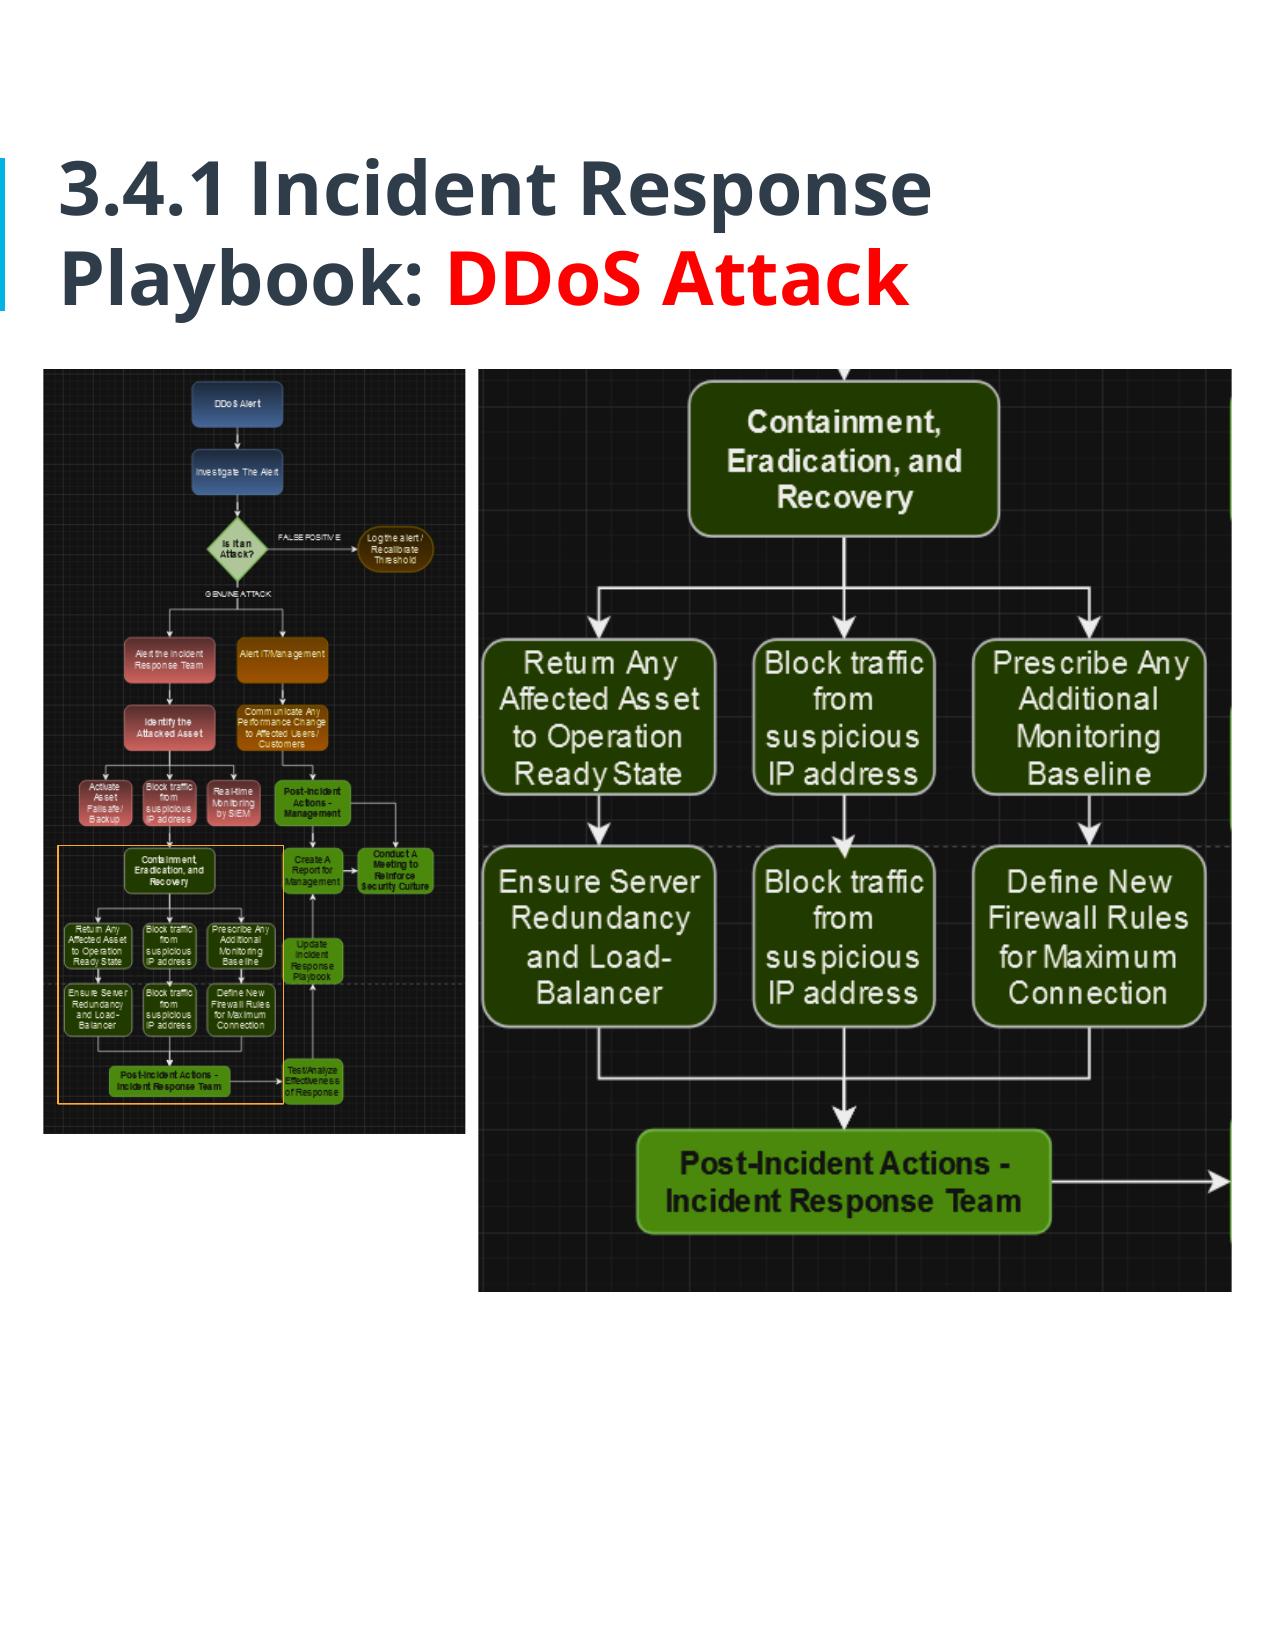 3.4.1 Incident Response
Playbook: DDoS Attack
DDoS Alert
Investigate The Alert
Is it an
Attack?
FALSE POSITIVE
Log the alert /
Recalibrate
Threshold
GENUINE ATTACK
Alert the Incident
Response Team
Alert IT/Management
Identify the
Attacked Asset
Communicate Any
Performance Change
to Affected Users/
Customers
Activate
Asset
Failsafe/
Backup
Block traffic
from
suspicious
IP address
Real-time
Monitoring
by SIEM
Post-Incident
Actions -
Management
Containment,
Eradication, and
Recovery
Create A
Report for
Management
Conduct A
Meeting to
Reinforce
Security Culture
Return Any
Affected Asset
to Operation
Ready State
Block traffic
from
suspicious
IP address
Prescribe Any
Additional
Monitoring
Baseline
Update
Incident
Response
Playbook
Ensure Server
Redundancy
and Load-
Balancer
Block traffic
from
suspicious
IP address
Define New
Firewall Rules
for Maximum
Connection
Post-Incident Actions -
Incident Response Team
Test/Analyze
Effectiveness
of Response
Containment,
Eradication, and
Recovery
Return Any
Affected Asset
to Operation
Ready State
Block traffic
from
suspicious
IP address
Prescribe Any
Additional
Monitoring
Baseline
Ensure Server
Redundancy
and Load-
Balancer
Block traffic
from
suspicious
IP address
Define New
Firewall Rules
for Maximum
Connection
Post-Incident Actions -
Incident Response Team